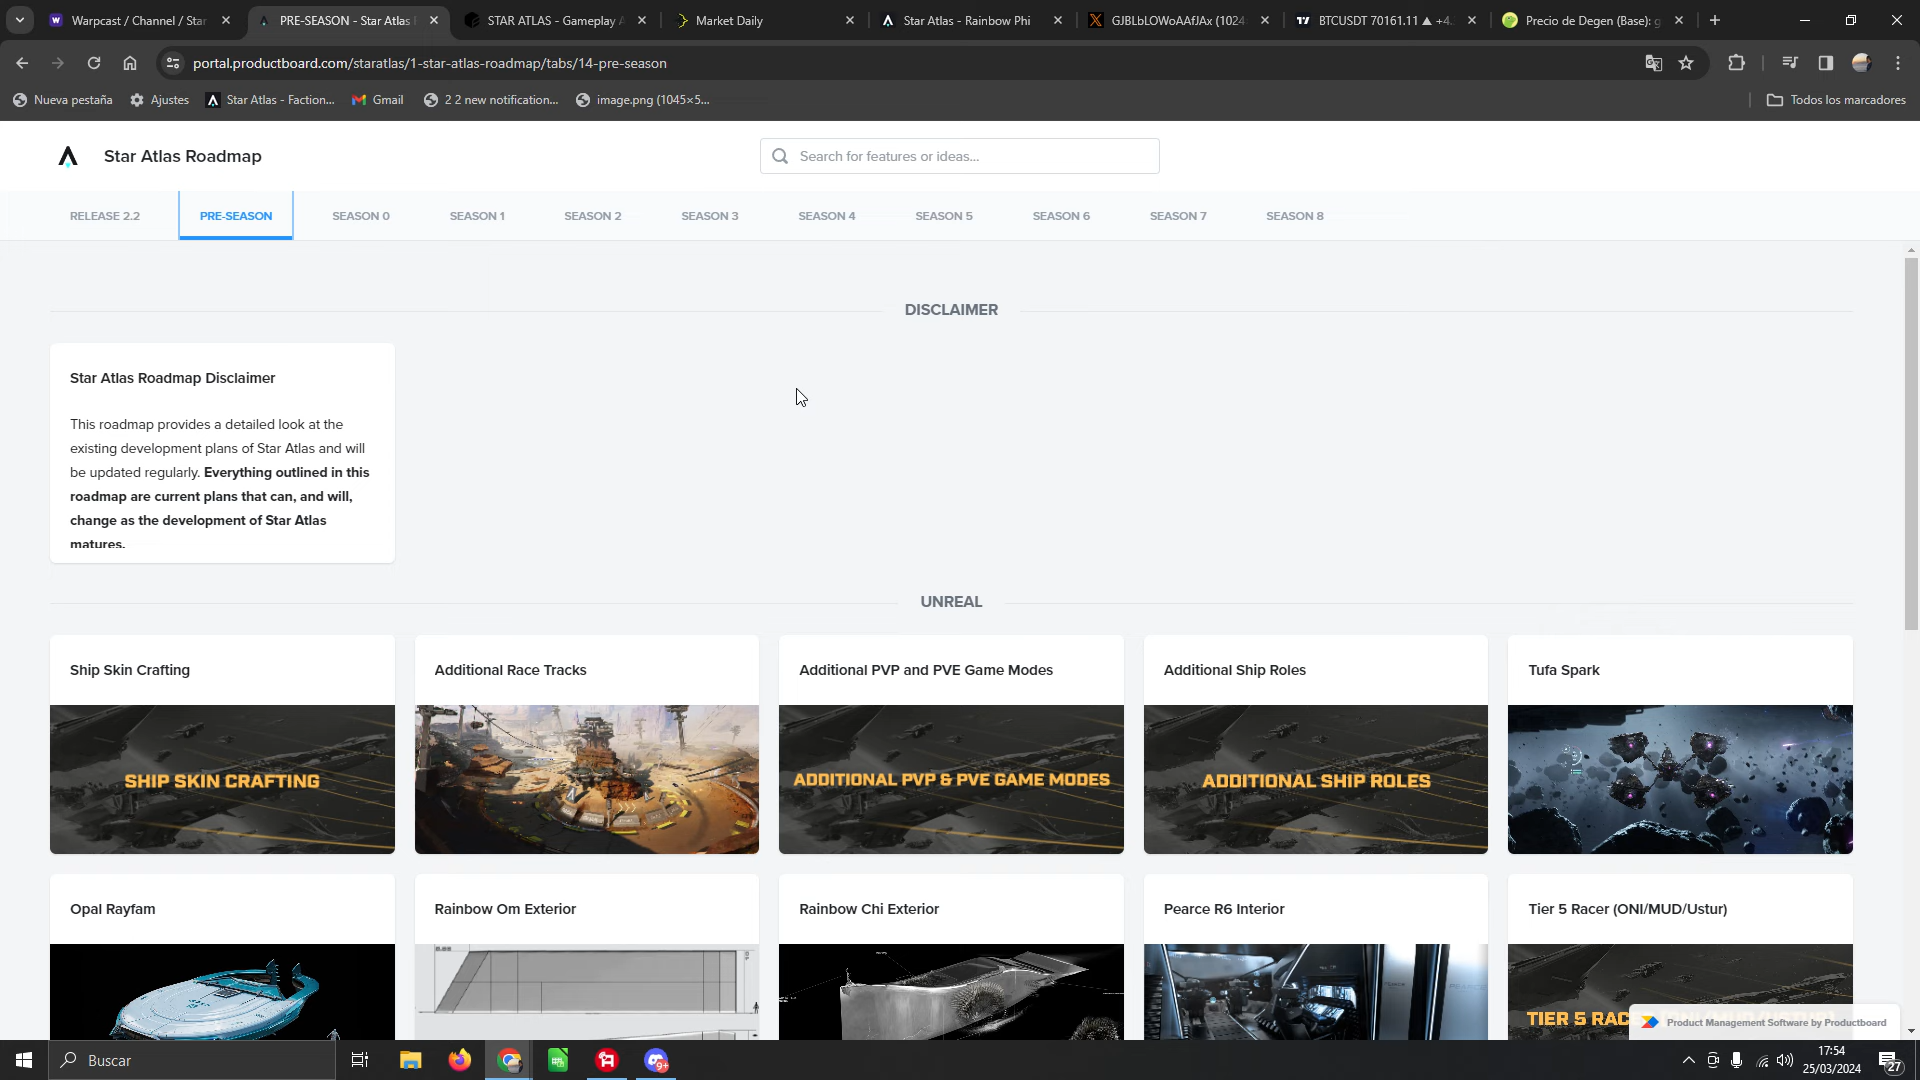 Warpcast / Channel / Star
PRE-SEASON - Star Atlas
STAR ATLAS - Gameplay
Market Daily
Star Atlas - Rainbow Phi
GJBLbLOWoAAfJAx (1024
BTCUSDT 70161.11 ▲ +4.
Precio de Degen (Base):
portal.productboard.com/staratlas/1-star-atlas-roadmap/tabs/14-pre-season
Nueva pestaña
Ajustes
Star Atlas - Faction...
Gmail
2 2 new notification...
image.png (1045×5...
Todos los marcadores
Star Atlas Roadmap
Search for features or ideas...
RELEASE 2.2
PRE-SEASON
SEASON 0
SEASON 1
SEASON 2
SEASON 3
SEASON 4
SEASON 5
SEASON 6
SEASON 7
SEASON 8
DISCLAIMER
Star Atlas Roadmap Disclaimer
This roadmap provides a detailed look at the
existing development plans of Star Atlas and will
be updated regularly. Everything outlined in this
roadmap are current plans that can, and will,
change as the development of Star Atlas
matures.
UNREAL
Ship Skin Crafting
Additional Race Tracks
Additional PVP and PVE Game Modes
Additional Ship Roles
Tufa Spark
SHIP SKIN CRAFTING
ADDITIONAL PVP & PVE GAME MODES
ADDITIONAL SHIP ROLES
Opal Rayfam
Rainbow Om Exterior
Rainbow Chi Exterior
Pearce R6 Interior
Tier 5 Racer (ONI/MUD/Ustur)
Product Management Software by Productboard
Buscar
9+
17:54
25/03/2024
27